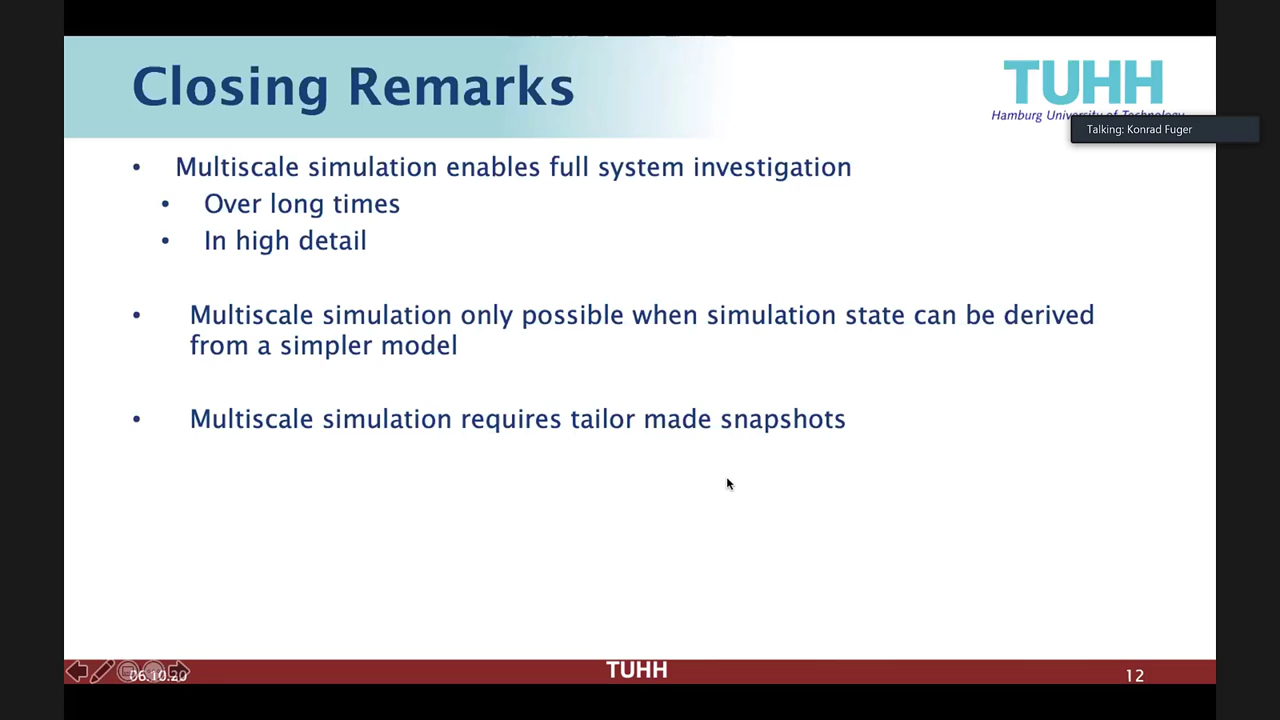 Closing Remarks
TUHH
Hamburg University of Technology
Talking: Konrad Fuger
• Multiscale simulation enables full system investigation
• Over long times
• In high detail
• Multiscale simulation only possible when simulation state can be derived
from a simpler model
• Multiscale simulation requires tailor made snapshots
06.10.20
TUHH
12